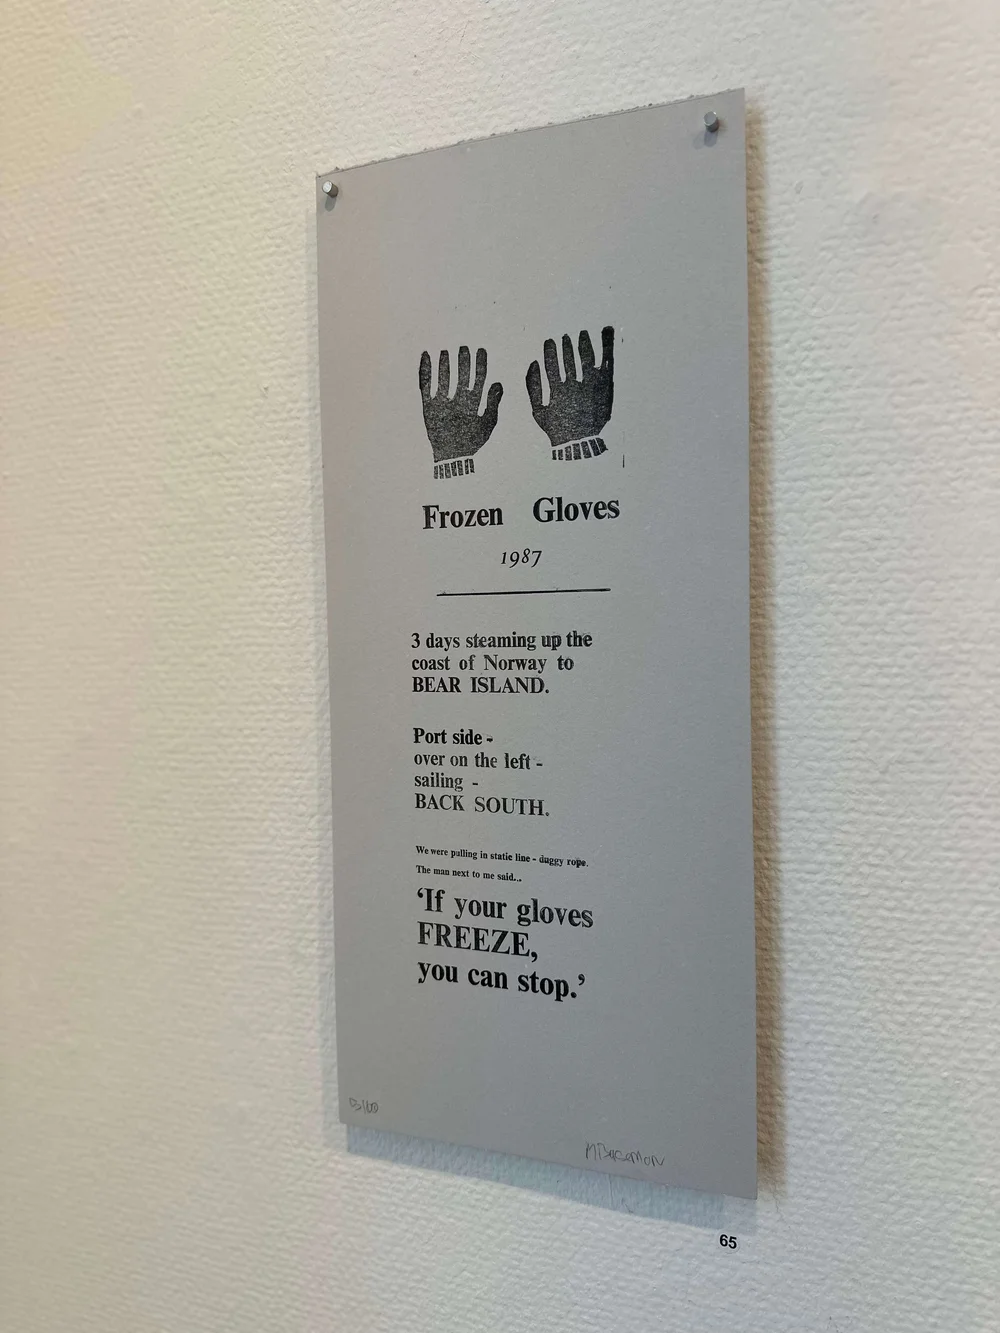 Frozen Gloves
1987
3 days steaming up the
coast of Norway to
BEAR ISLAND.
Port side -
over on the left -
sailing -
BACK SOUTH.
We were pulling in static line - duggy rope.
The man next to me said...
‘If your gloves
FREEZE,
you can stop.’
65